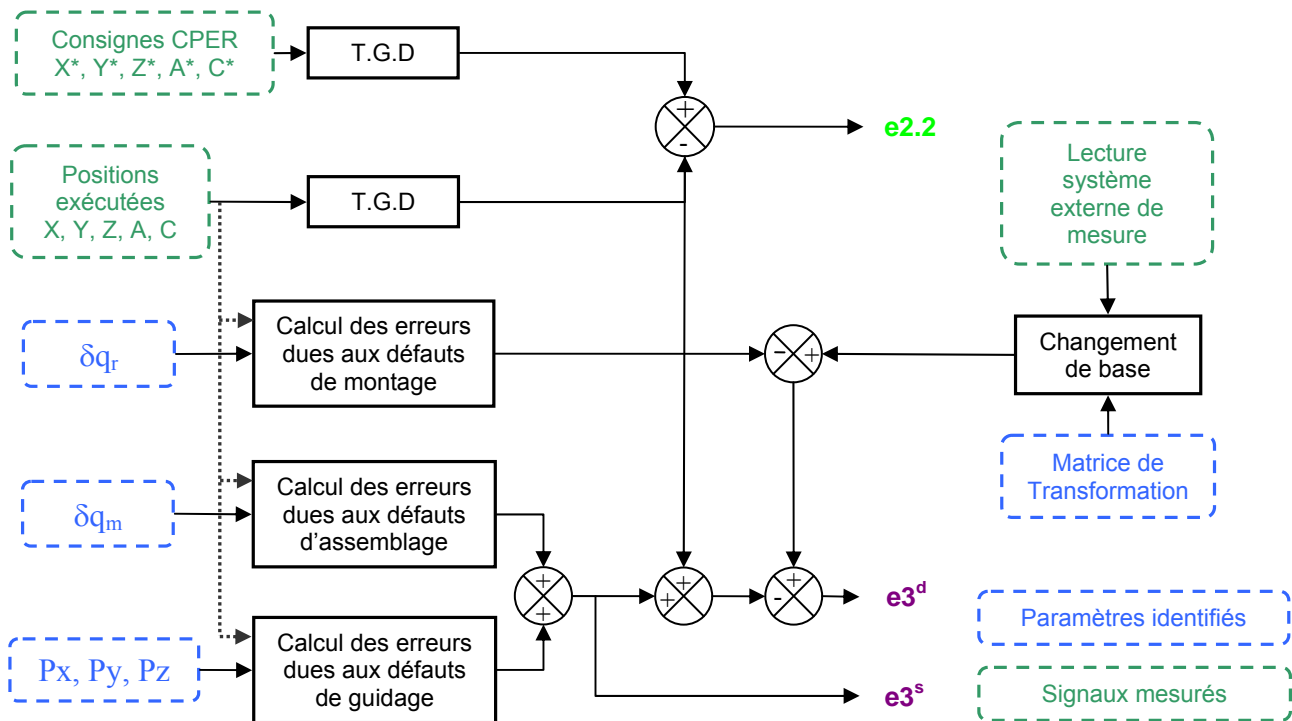 Consignes CPER
X*, Y*, Z*, A*, C*
T.G.D
+
-
e2.2
Positions
exécutées
X, Y, Z, A, C
T.G.D
Lecture
système
externe de
mesure
δqr
Calcul des erreurs
dues aux défauts
de montage
- +
Changement
de base
Matrice de
Transformation
δqm
Calcul des erreurs
dues aux défauts
d'assemblage
+
+
+
+
+
-
e3d
Px, Py, Pz
Calcul des erreurs
dues aux défauts
de guidage
e3s
Paramètres identifiés
Signaux mesurés